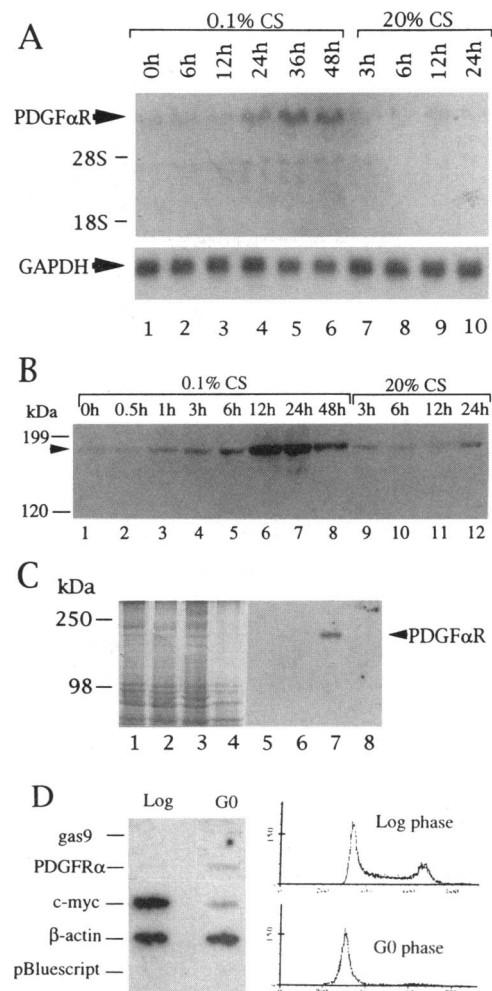 A
0.1% CS 20% CS
0h 6h 12h 24h 36h 48h 3h 6h 12h 24h
PDGFαR
28S
18S
GAPDH
1 2 3 4 5 6 7 8 9 10
B
0.1% CS 20% CS
kDa 0h 0.5h 1h 3h 6h 12h 24h 48h 3h 6h 12h 24h
199
120
1 2 3 4 5 6 7 8 9 10 11 12
C
kDa
250
PDGFαR
98
1 2 3 4 5 6 7 8
D
Log G0
gas9
PDGFRα
c-myc
β-actin
pBluescript
Log phase
150
G0 phase
150